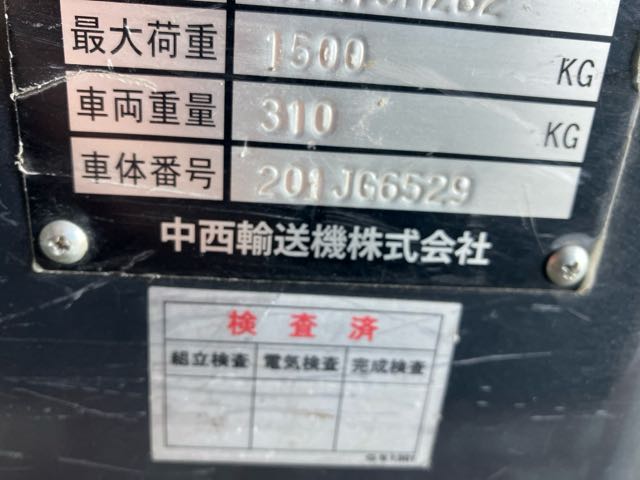 最大荷重 1500 KG
車両重量 310 KG
車体番号 201JG6529
中西輸送機株式会社
検査済
組立検査 電気検査 完成検査